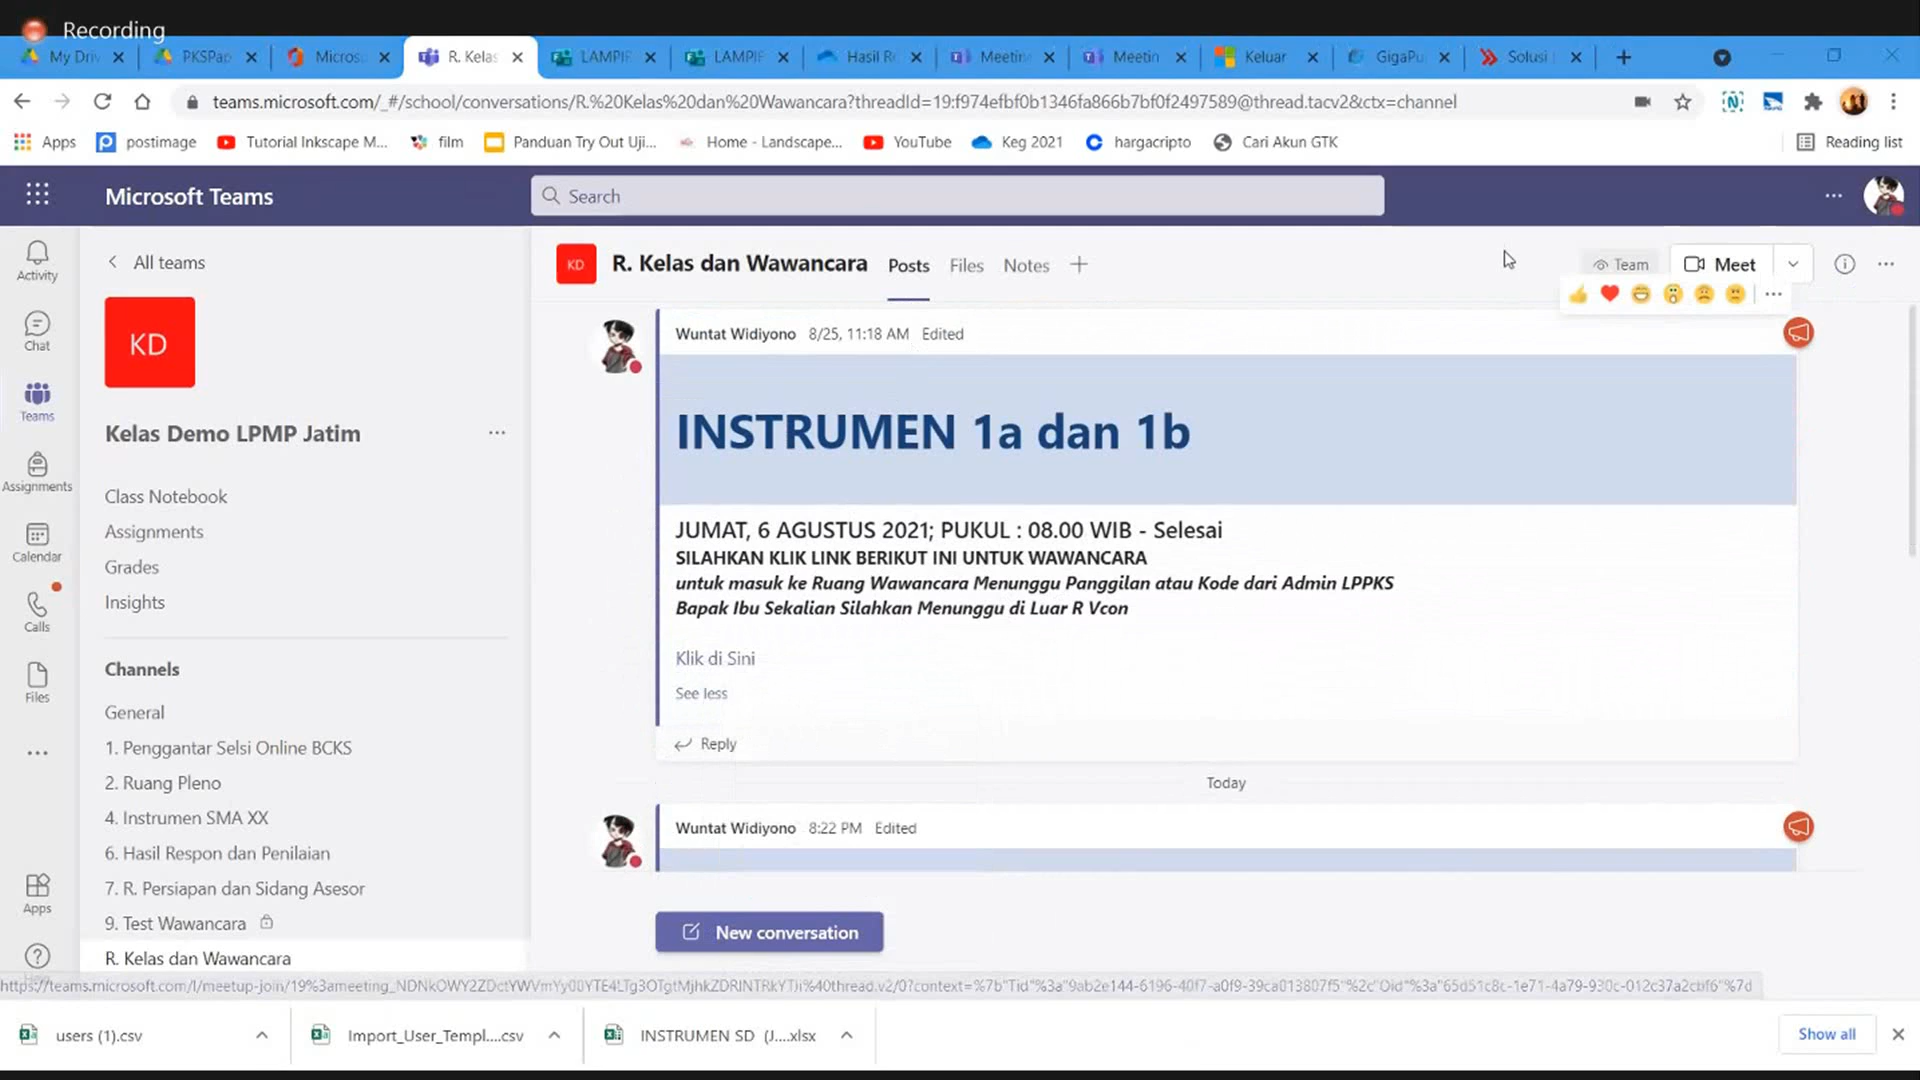 Recording
My Driv
PKSPap
Micros
R. Kelas
LAMPIF
LAMPIF
Hasil R
Meetin
Meetin
Keluar
GigaPu
Solusi
teams.microsoft.com/_#/school/conversations/R.%20Kelas%20dan%20Wawancara?threadId=19:f974efbf0b1346fa866b7bf0f2497589@thread.tacv2&ctx=channel
Apps
postimage
Tutorial Inkscape M...
film
Panduan Try Out Uji...
Home - Landscape...
YouTube
Keg 2021
hargacripto
Cari Akun GTK
Reading list
Microsoft Teams
Search
Activity
Chat
Teams
Assignments
Calendar
Calls
Files
Apps
All teams
KD
Kelas Demo LPMP Jatim
Class Notebook
Assignments
Grades
Insights
Channels
General
1. Penggantar Selsi Online BCKS
2. Ruang Pleno
4. Instrumen SMA XX
6. Hasil Respon dan Penilaian
7. R. Persiapan dan Sidang Asesor
9. Test Wawancara
R. Kelas dan Wawancara
KD
R. Kelas dan Wawancara
Posts
Files
Notes
Team
Meet
Wuntat Widiyono 8/25, 11:18 AM Edited
INSTRUMEN 1a dan 1b
JUMAT, 6 AGUSTUS 2021; PUKUL : 08.00 WIB - Selesai
SILAHKAN KLIK LINK BERIKUT INI UNTUK WAWANCARA
untuk masuk ke Ruang Wawancara Menunggu Panggilan atau Kode dari Admin LPPKS
Bapak Ibu Sekalian Silahkan Menunggu di Luar R Vcon
Klik di Sini
See less
Reply
Today
Wuntat Widiyono 8:22 PM Edited
New conversation
users (1).csv
Import_User_Templ....csv
INSTRUMEN SD (J....xlsx
Show all